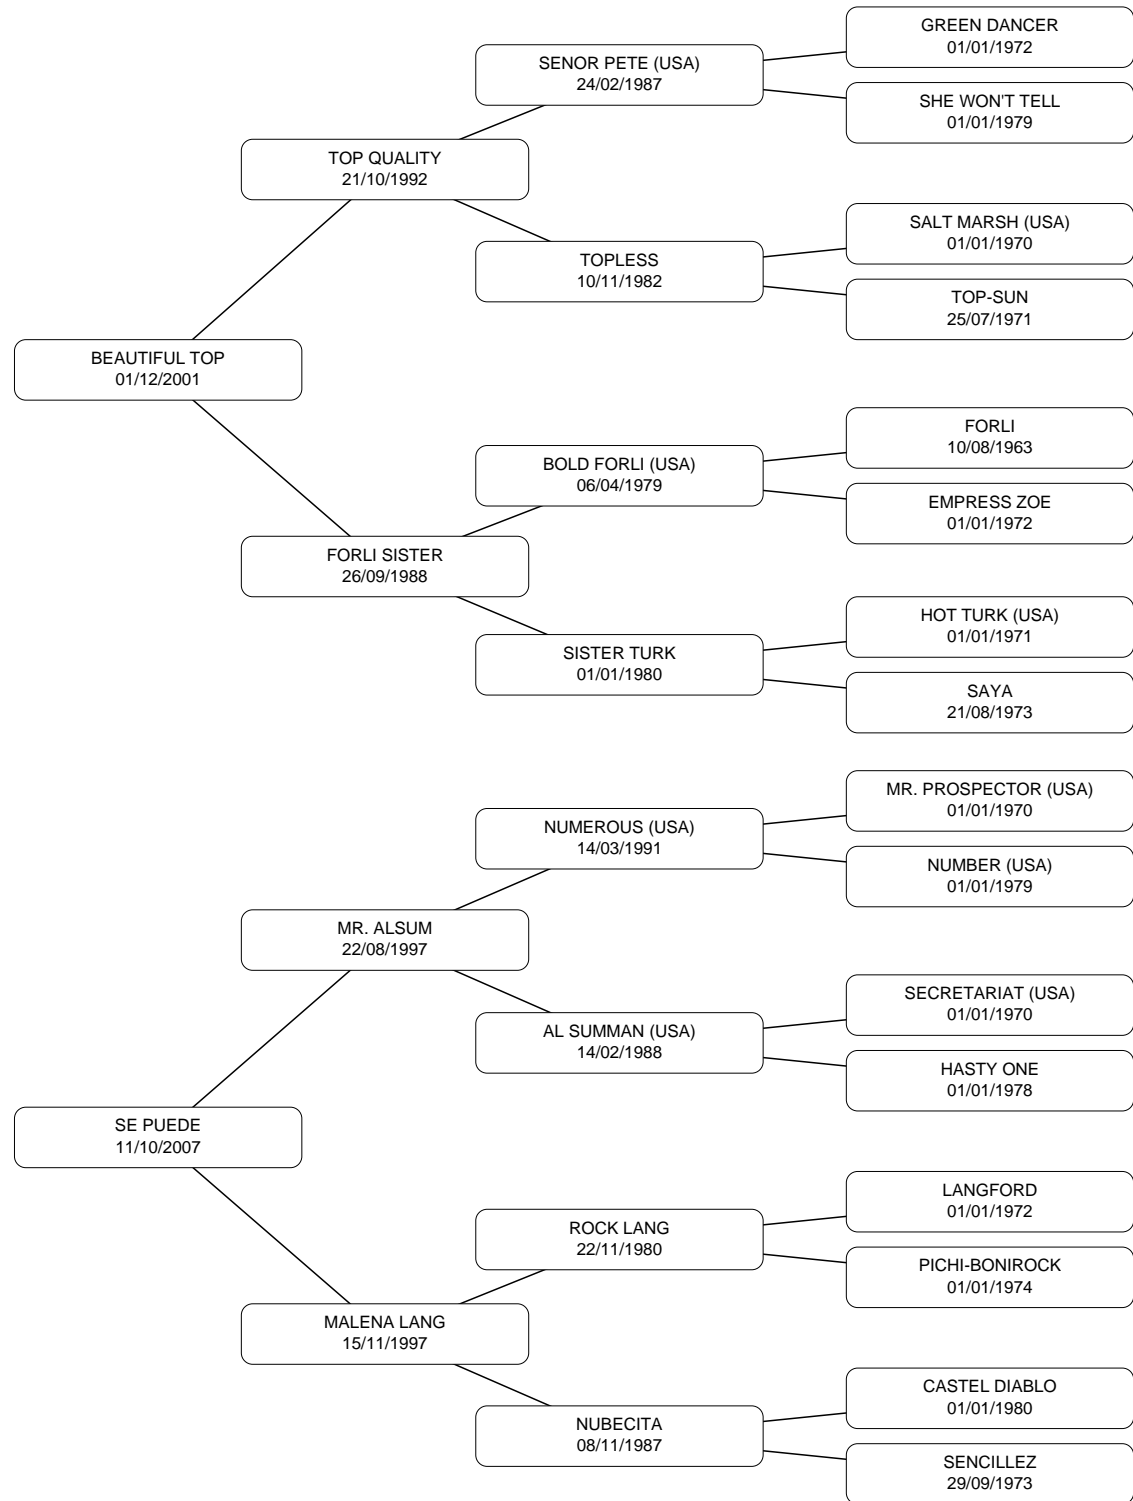 GREEN DANCER
01/01/1972
SENOR PETE (USA)
24/02/1987
SHE WON'T TELL
01/01/1979
TOP QUALITY
21/10/1992
SALT MARSH (USA)
01/01/1970
TOPLESS
10/11/1982
TOP-SUN
25/07/1971
BEAUTIFUL TOP
01/12/2001
FORLI
10/08/1963
BOLD FORLI (USA)
06/04/1979
EMPRESS ZOE
01/01/1972
FORLI SISTER
26/09/1988
HOT TURK (USA)
01/01/1971
SISTER TURK
01/01/1980
SAYA
21/08/1973
MR. PROSPECTOR (USA)
01/01/1970
NUMEROUS (USA)
14/03/1991
NUMBER (USA)
01/01/1979
MR. ALSUM
22/08/1997
SECRETARIAT (USA)
01/01/1970
AL SUMMAN (USA)
14/02/1988
HASTY ONE
01/01/1978
SE PUEDE
11/10/2007
LANGFORD
01/01/1972
ROCK LANG
22/11/1980
PICHI-BONIROCK
01/01/1974
MALENA LANG
15/11/1997
CASTEL DIABLO
01/01/1980
NUBECITA
08/11/1987
SENCILLEZ
29/09/1973